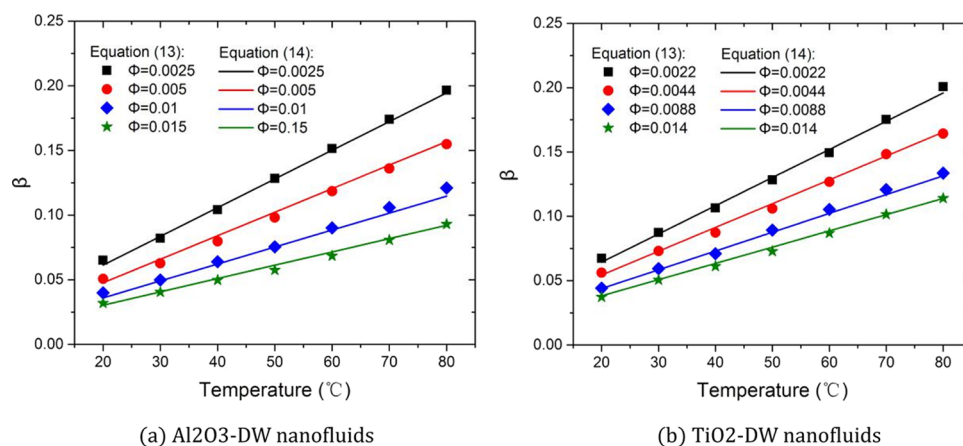 0.25
0.20
0.15
0.10
0.05
0.00
β
Equation (13):
Φ=0.0025
Φ=0.005
Φ=0.01
Φ=0.015
Equation (14):
Φ=0.0025
Φ=0.005
Φ=0.01
Φ=0.15
20 30 40 50 60 70 80
Temperature (℃)
(a) Al2O3-DW nanofluids
0.25
0.20
0.15
0.10
0.05
0.00
β
Equation (13):
Φ=0.0022
Φ=0.0044
Φ=0.0088
Φ=0.014
Equation (14):
Φ=0.0022
Φ=0.0044
Φ=0.0088
Φ=0.014
20 30 40 50 60 70 80
Temperature (℃)
(b) TiO2-DW nanofluids